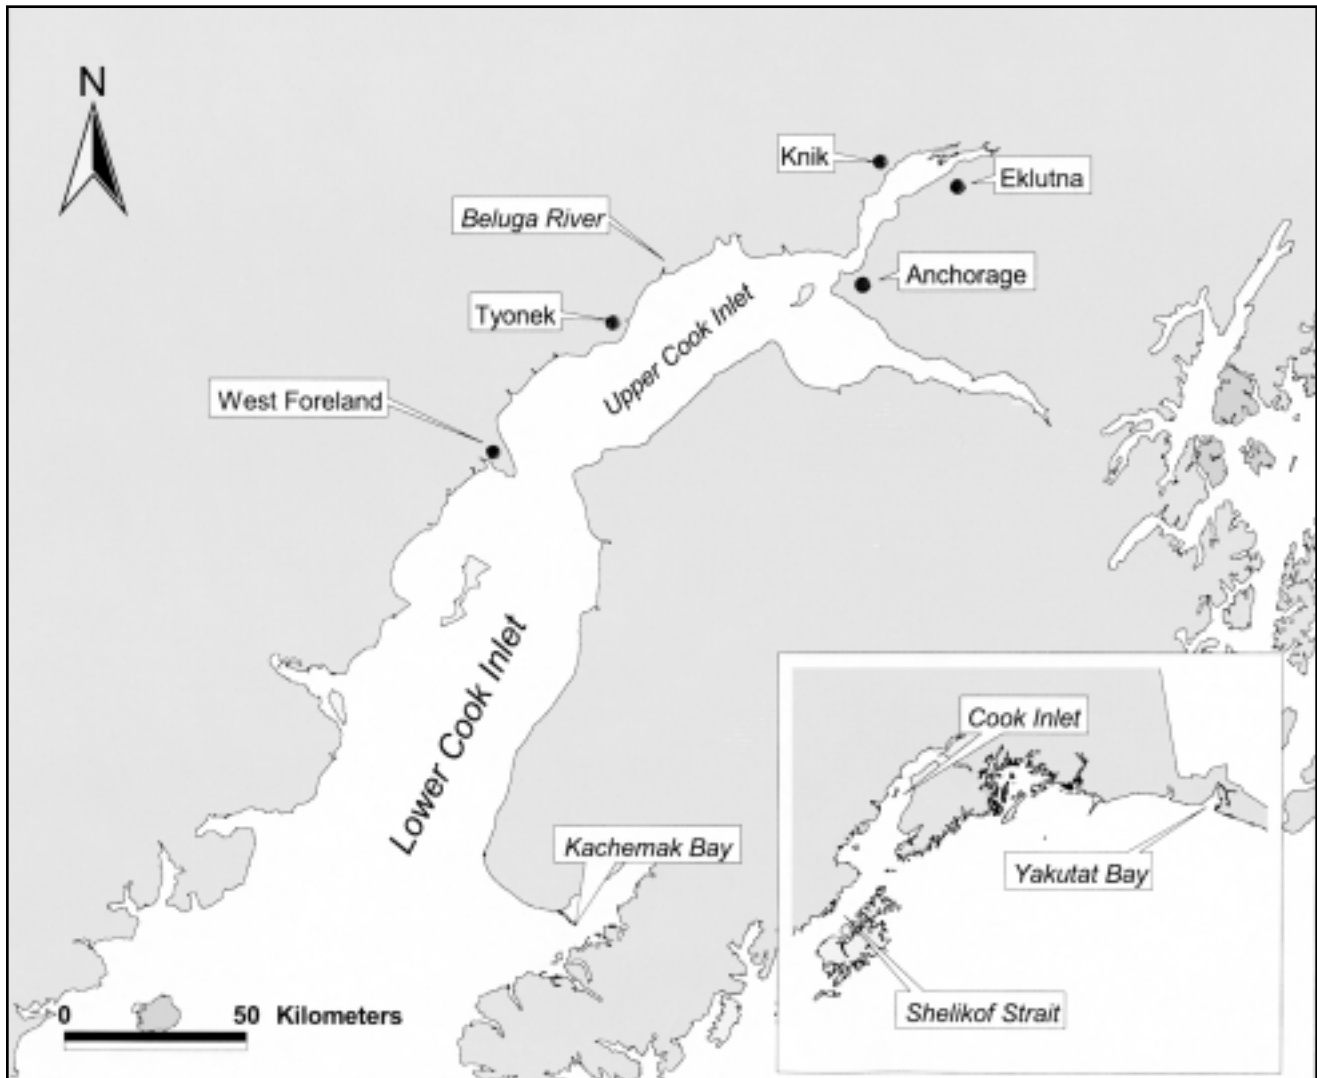 N
Knik
Eklutna
Beluga River
Anchorage
Tyonek
Upper Cook Inlet
West Foreland
Lower Cook Inlet
Cook Inlet
Kachemak Bay
Yakutat Bay
Shelikof Strait
0 50 Kilometers